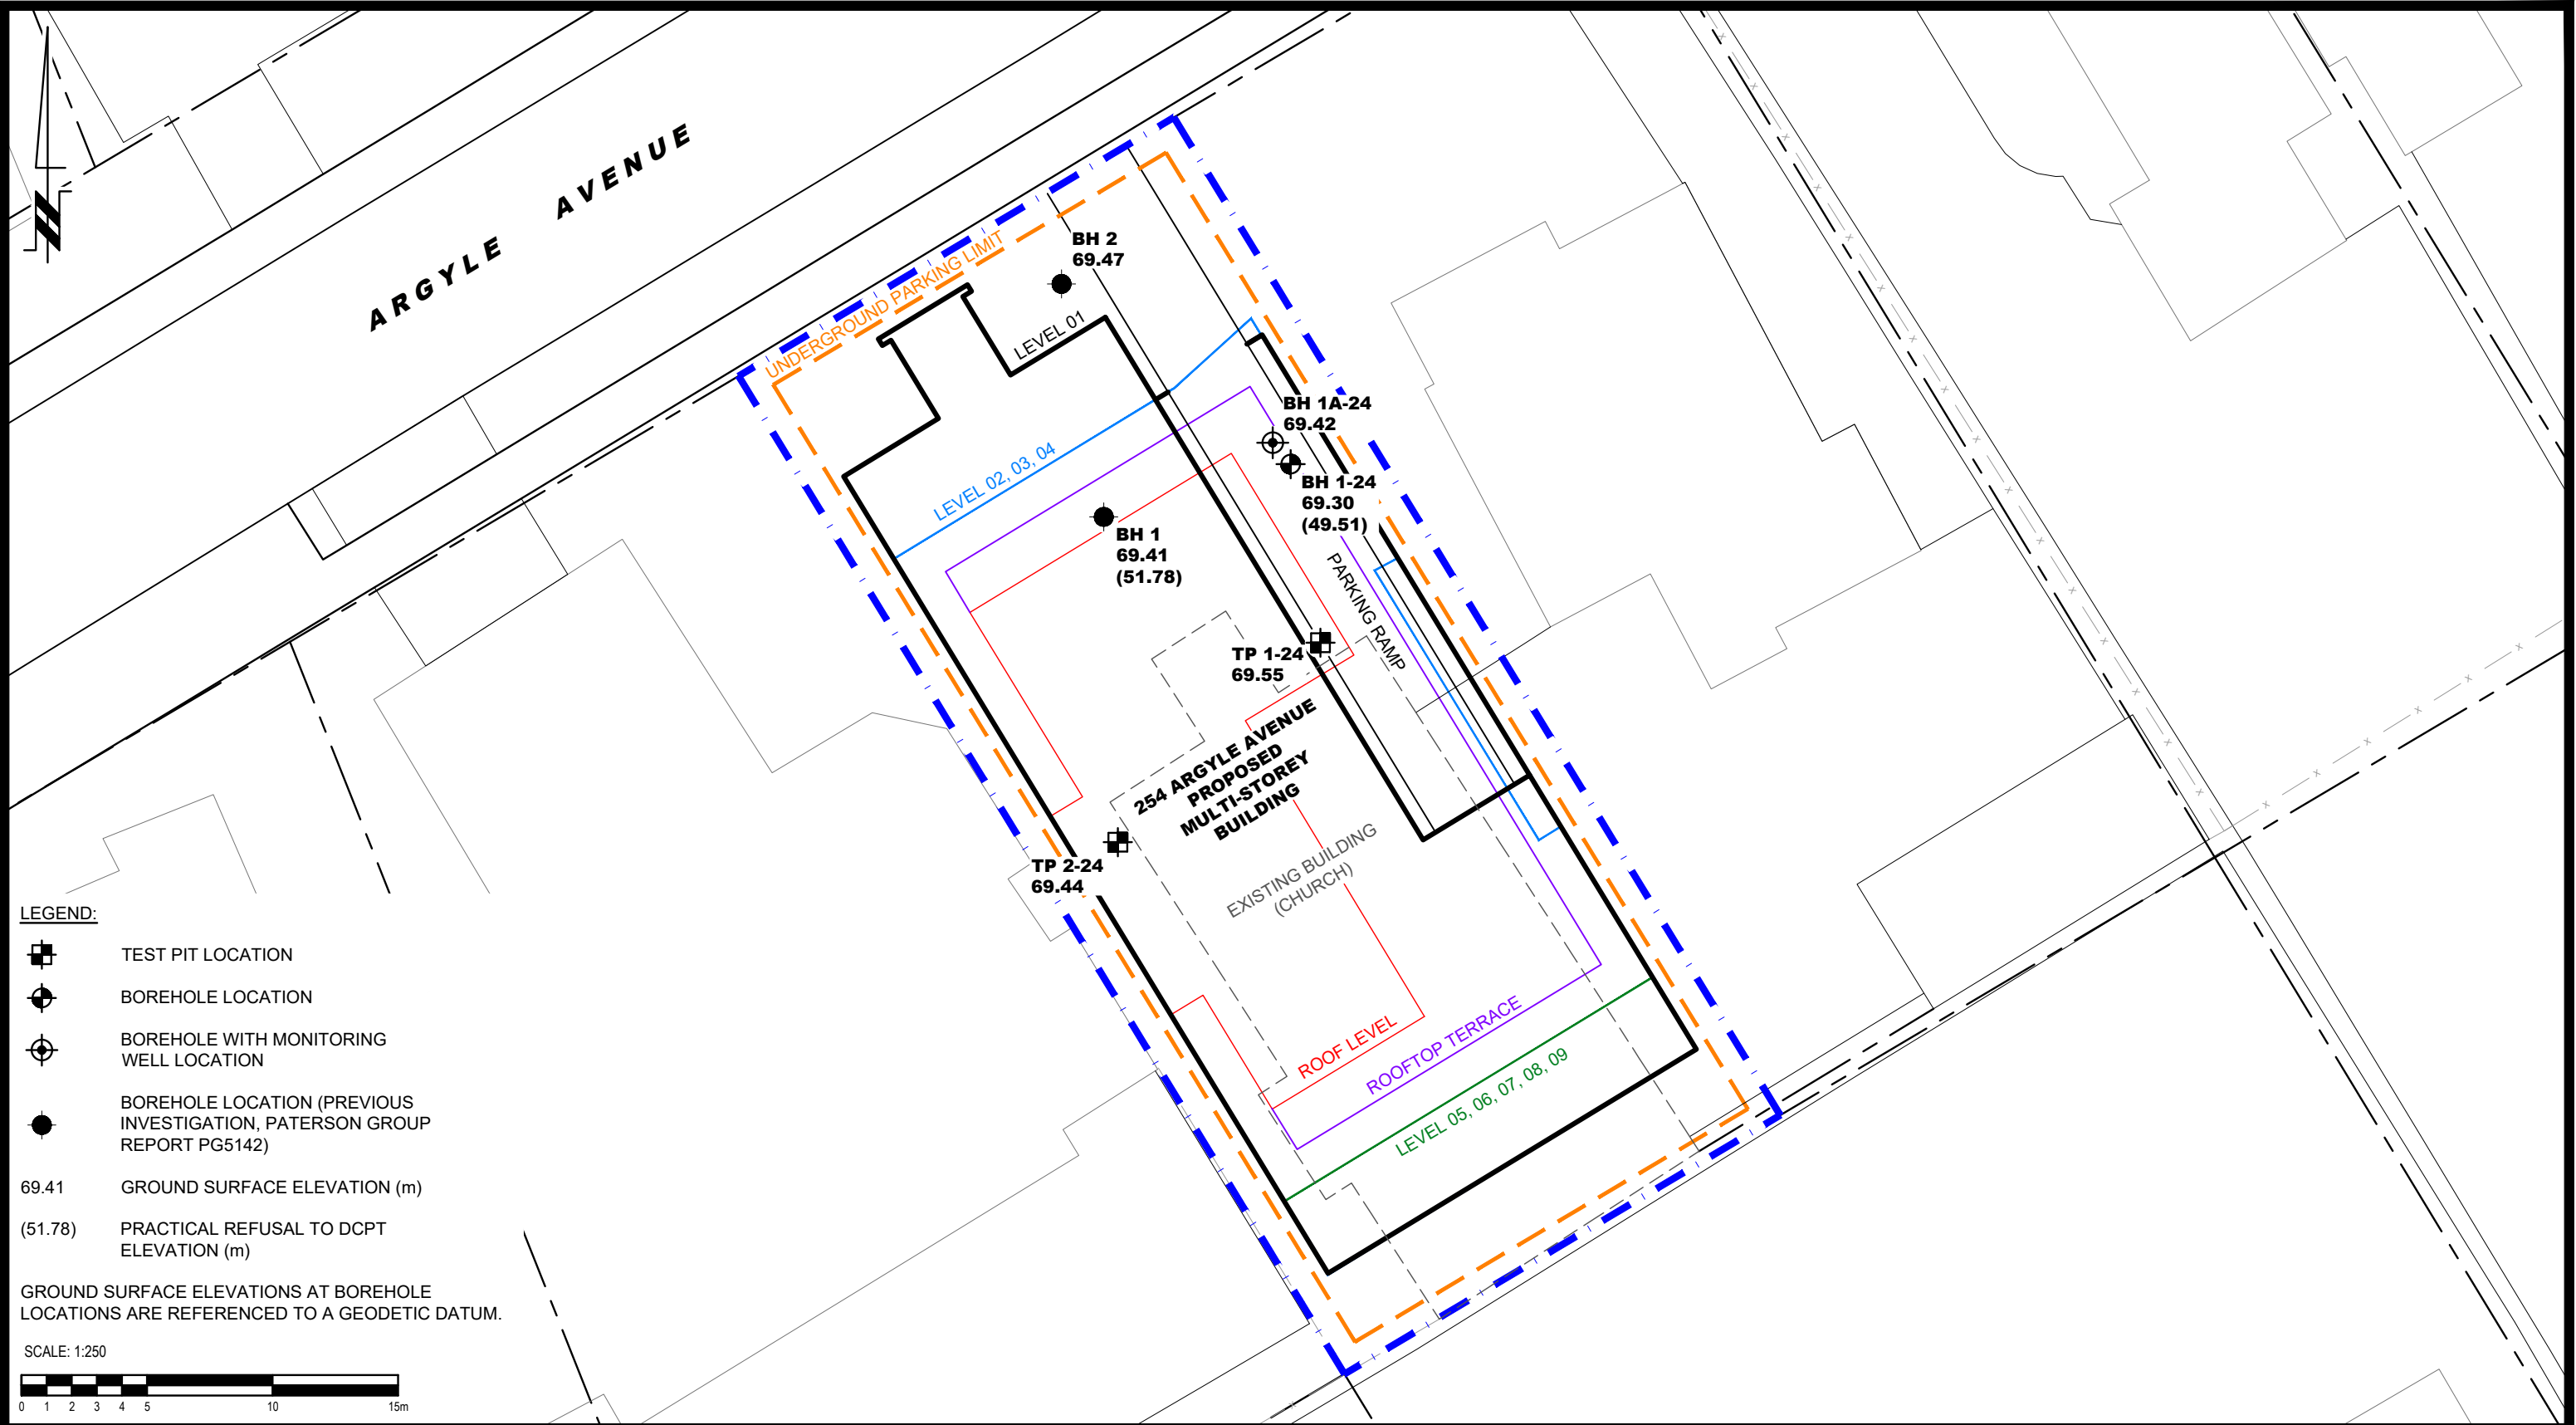 ARGYLE AVENUE
UNDERGROUND PARKING LIMIT
BH 2
69.47
LEVEL 01
BH 1A-24
69.42
LEVEL 02, 03, 04
BH 1-24
69.30
(49.51)
BH 1
69.41
(51.78)
PARKING RAMP
TP 1-24
69.55
254 ARGYLE AVENUE
PROPOSED
MULTI-STOREY
BUILDING
EXISTING BUILDING
(CHURCH)
TP 2-24
69.44
ROOF LEVEL
ROOFTOP TERRACE
LEVEL 05, 06, 07, 08, 09
LEGEND:
TEST PIT LOCATION
BOREHOLE LOCATION
BOREHOLE WITH MONITORING
WELL LOCATION
BOREHOLE LOCATION (PREVIOUS
INVESTIGATION, PATERSON GROUP
REPORT PG5142)
69.41 GROUND SURFACE ELEVATION (m)
(51.78) PRACTICAL REFUSAL TO DCPT
ELEVATION (m)
GROUND SURFACE ELEVATIONS AT BOREHOLE
LOCATIONS ARE REFERENCED TO A GEODETIC DATUM.
SCALE: 1:250
0 1 2 3 4 5 10 15m